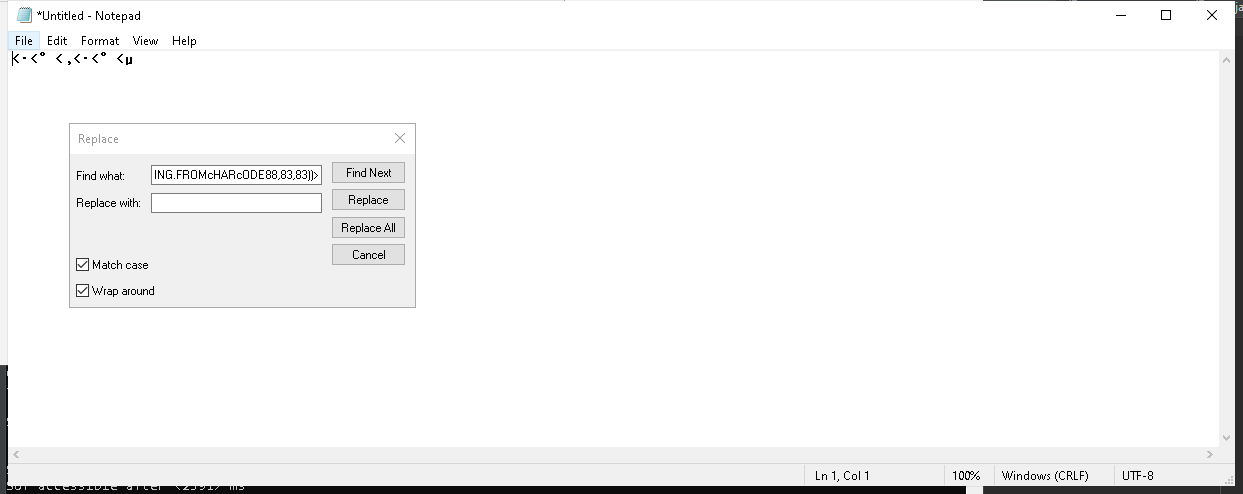 *Untitled - Notepad
File Edit Format View Help
<·<° <,<·<° <µ
Replace
Find what: ING.FROMcHARcODE88,83,83))> Find Next
Replace with: Replace
Replace All
Cancel
Match case
Wrap around
Ln 1, Col 1 100% Windows (CRLF) UTF-8
accessible after <2391> ms